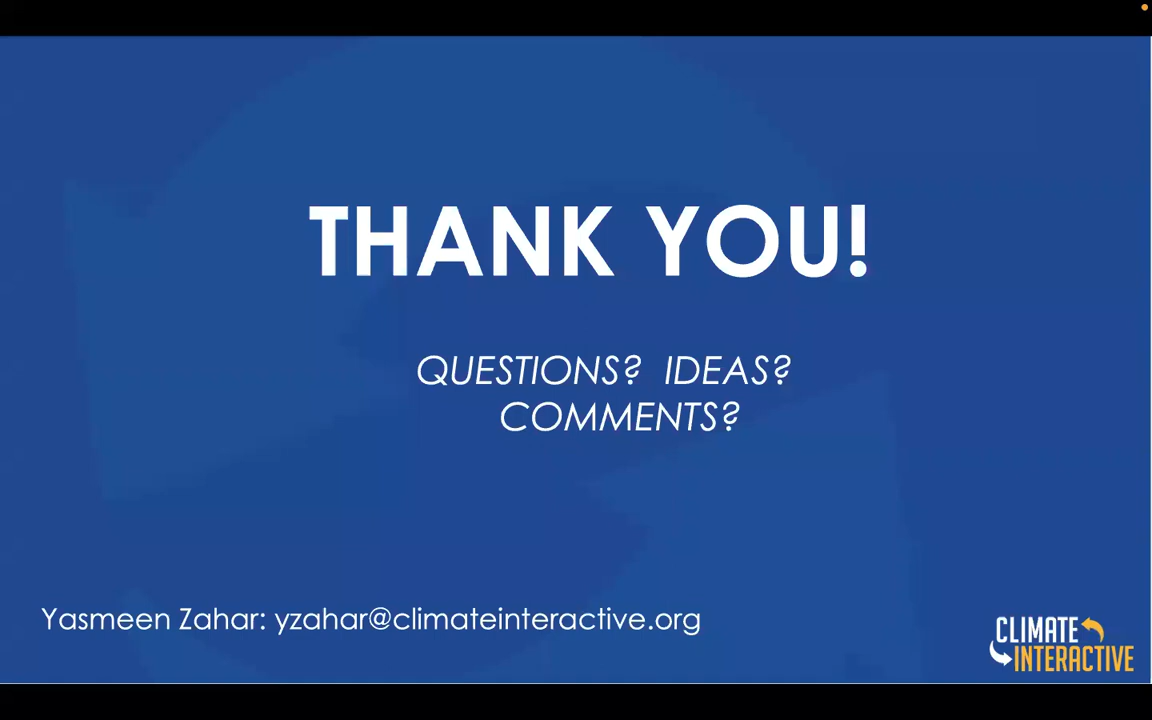 THANK YOU!
QUESTIONS? IDEAS?
COMMENTS?
Yasmeen Zahar: yzahar@climateinteractive.org
CLIMATE
INTERACTIVE